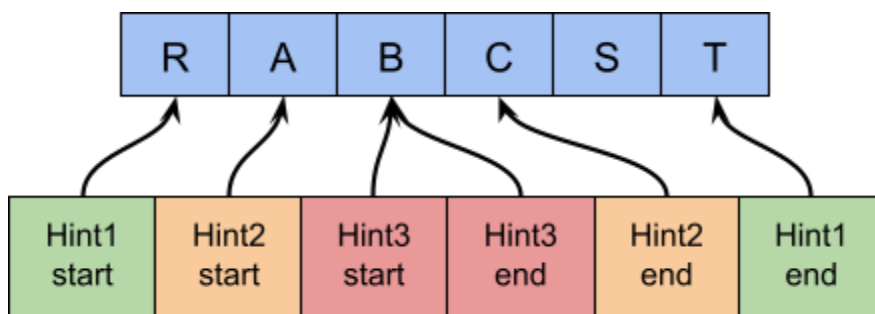 R A B C S T
Hint1 Hint2 Hint3 Hint3 Hint2 Hint1
start start start end end end